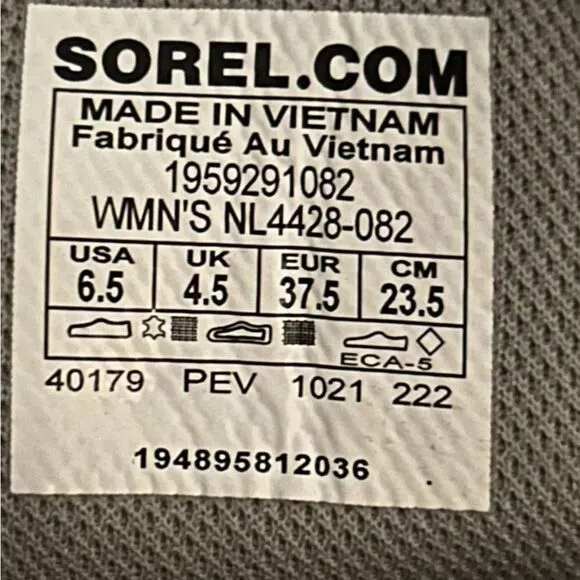 SOREL.COM
MADE IN VIETNAM
Fabriqué Au Vietnam
1959291082
WMN'S NL4428-082
USA UK EUR CM
6.5 4.5 37.5 23.5
ECA-5
40179 PEV 1021 222
194895812036